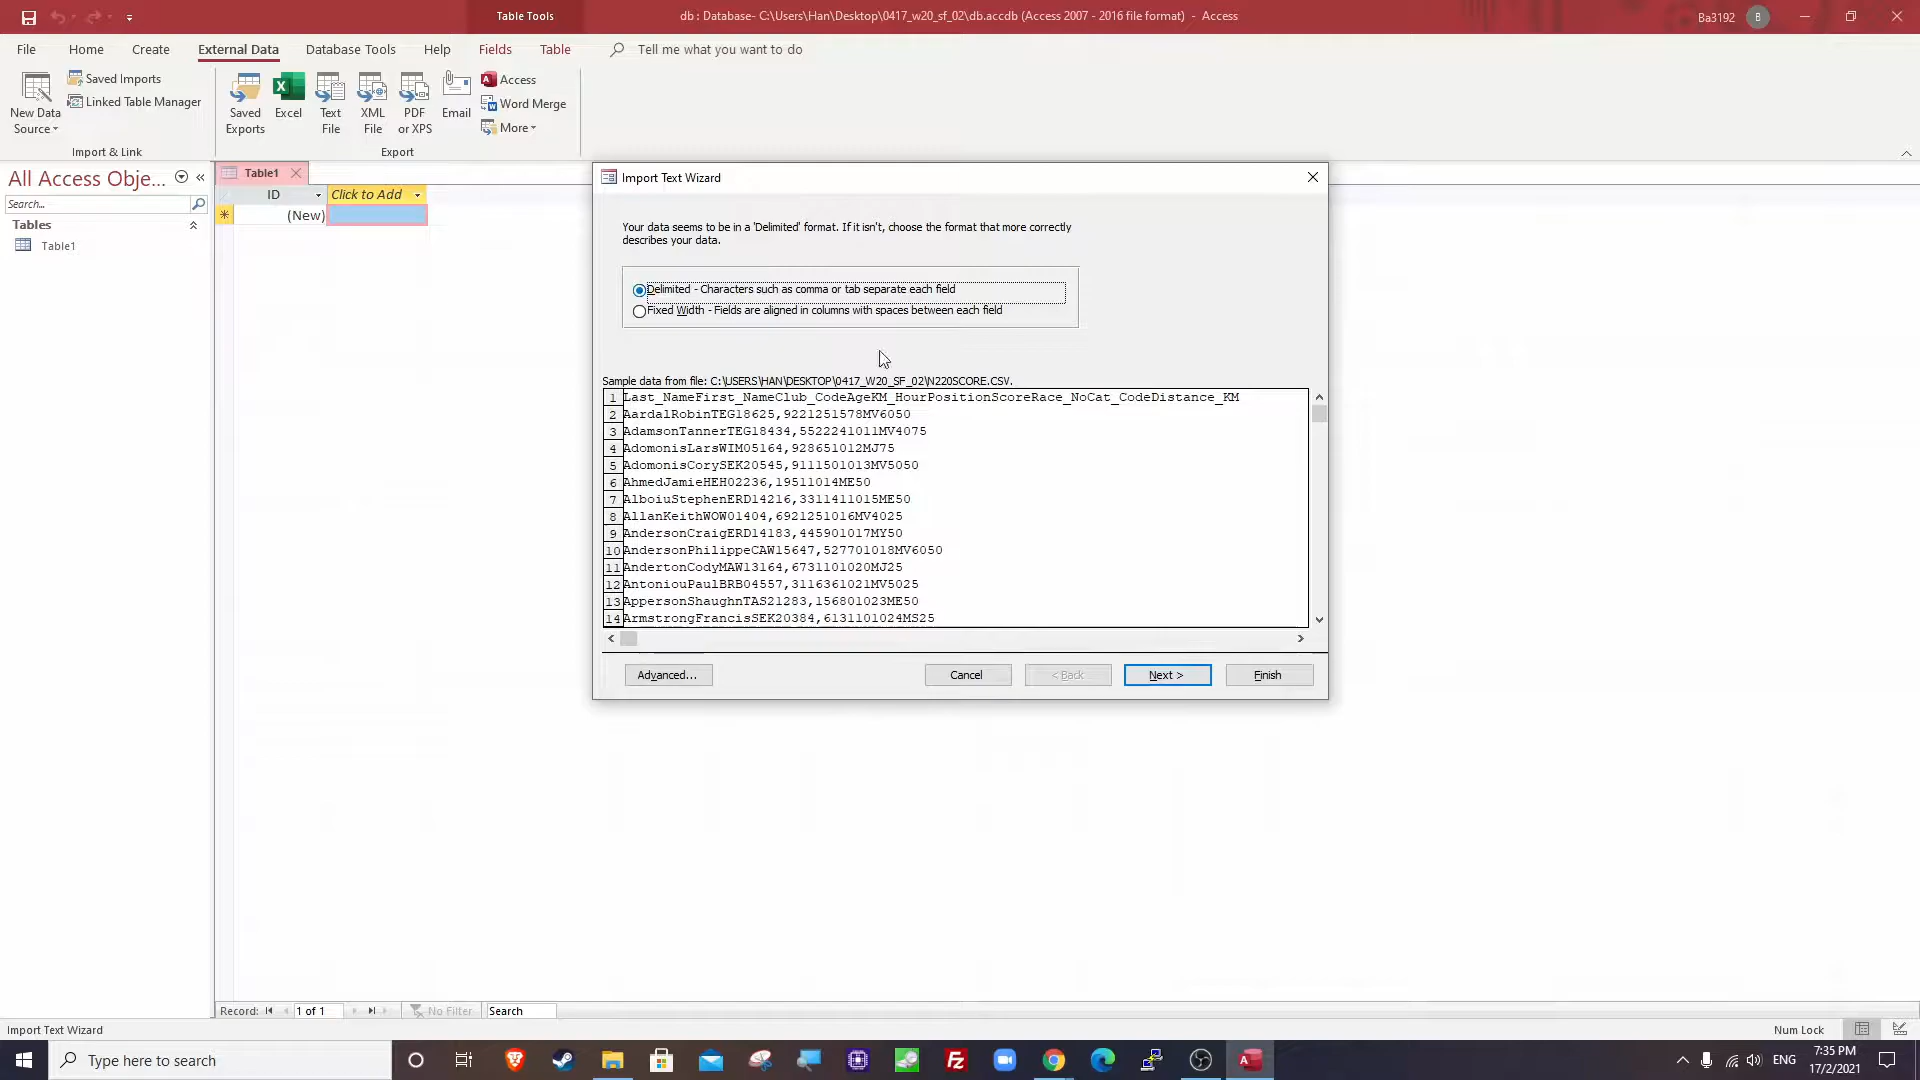 Table Tools
db : Database- C:\Users\Han\Desktop\0417_w20_sf_02\db.accdb (Access 2007 - 2016 file format) - Access
Ba3192
B
File Home Create External Data Database Tools Help Fields Table Tell me what you want to do
New Data Source
Saved Imports
Linked Table Manager
Import & Link
Saved Exports
Excel
Text File
XML File
PDF or XPS
Email
Access
Word Merge
More
Export
All Access Obje...
Search...
Tables
Table1
Table1
ID
Click to Add
(New)
Import Text Wizard
Your data seems to be in a 'Delimited' format. If it isn't, choose the format that more correctly
describes your data.
Delimited - Characters such as comma or tab separate each field
Fixed Width - Fields are aligned in columns with spaces between each field
Sample data from file: C:\USERS\HAN\DESKTOP\0417_W20_SF_02\N220SCORE.CSV.
1 Last_NameFirst_NameClub_CodeAgeKM_HourPositionScoreRace_NoCat_CodeDistance_KM
2 AardalRobinTEG18625,9221251578MV6050
3 AdamsonTannerTEG18434,5522241011MV4075
4 AdomonisLarsWIM05164,928651012MJ75
5 AdomonisCorySEK20545,9111501013MV5050
6 AhmedJamieHEH02236,19511014ME50
7 AlboiuStephenERD14216,3311411015ME50
8 AllanKeithWOW01404,6921251016MV4025
9 AndersonCraigERD14183,445901017MY50
10 AndersonPhilippeCAW15647,527701018MV6050
11 AndertonCodyMAW13164,6731101020MJ25
12 AntoniouPaulBRB04557,3116361021MV5025
13 AppersonShaughnTAS21283,156801023ME50
14 ArmstrongFrancisSEK20384,6131101024MS25
Advanced...
Cancel
< Back
Next >
Finish
Record: 1 of 1 No Filter Search
Import Text Wizard
Num Lock
Type here to search
ENG
7:35 PM
17/2/2021